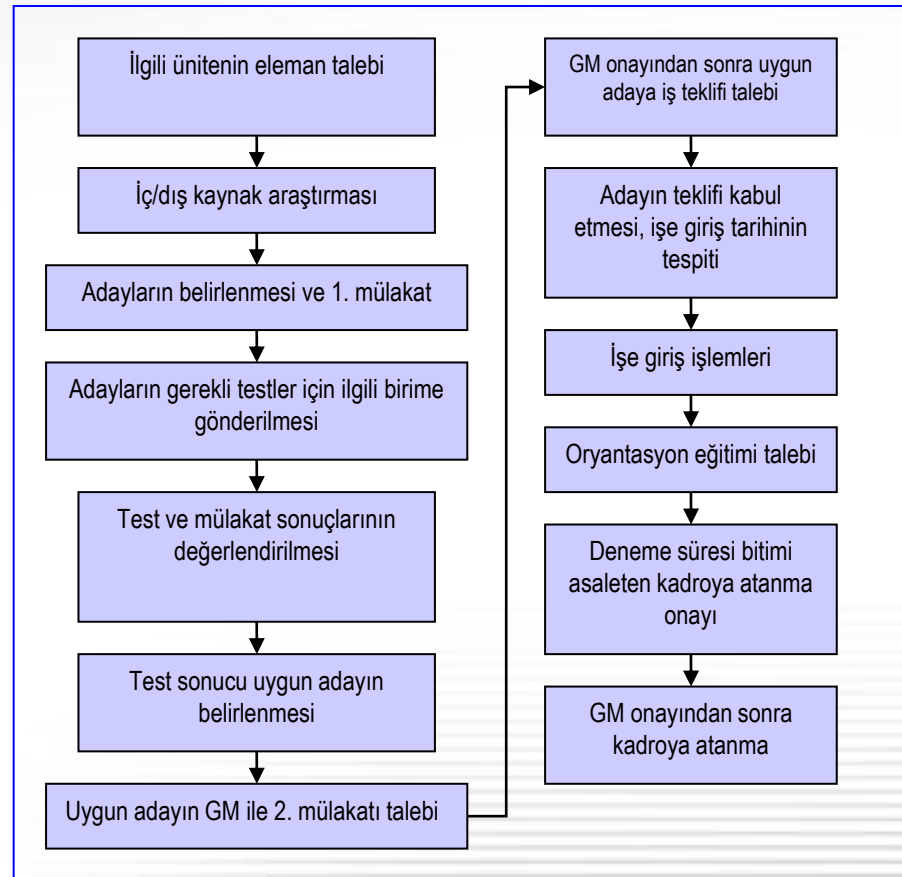 İlgili ünitenin eleman talebi
İç/dış kaynak araştırması
Adayların belirlenmesi ve 1. mülakat
Adayların gerekli testler için ilgili birime
gönderilmesi
Test ve mülakat sonuçlarının
değerlendirilmesi
Test sonucu uygun adayın
belirlenmesi
Uygun adayın GM ile 2. mülakatı talebi
GM onayından sonra uygun
adaya iş teklifi talebi
Adayın teklifi kabul
etmesi, işe giriş tarihinin
tespiti
İşe giriş işlemleri
Oryantasyon eğitimi talebi
Deneme süresi bitimi
asaleten kadroya atanma
onayı
GM onayından sonra
kadroya atanma